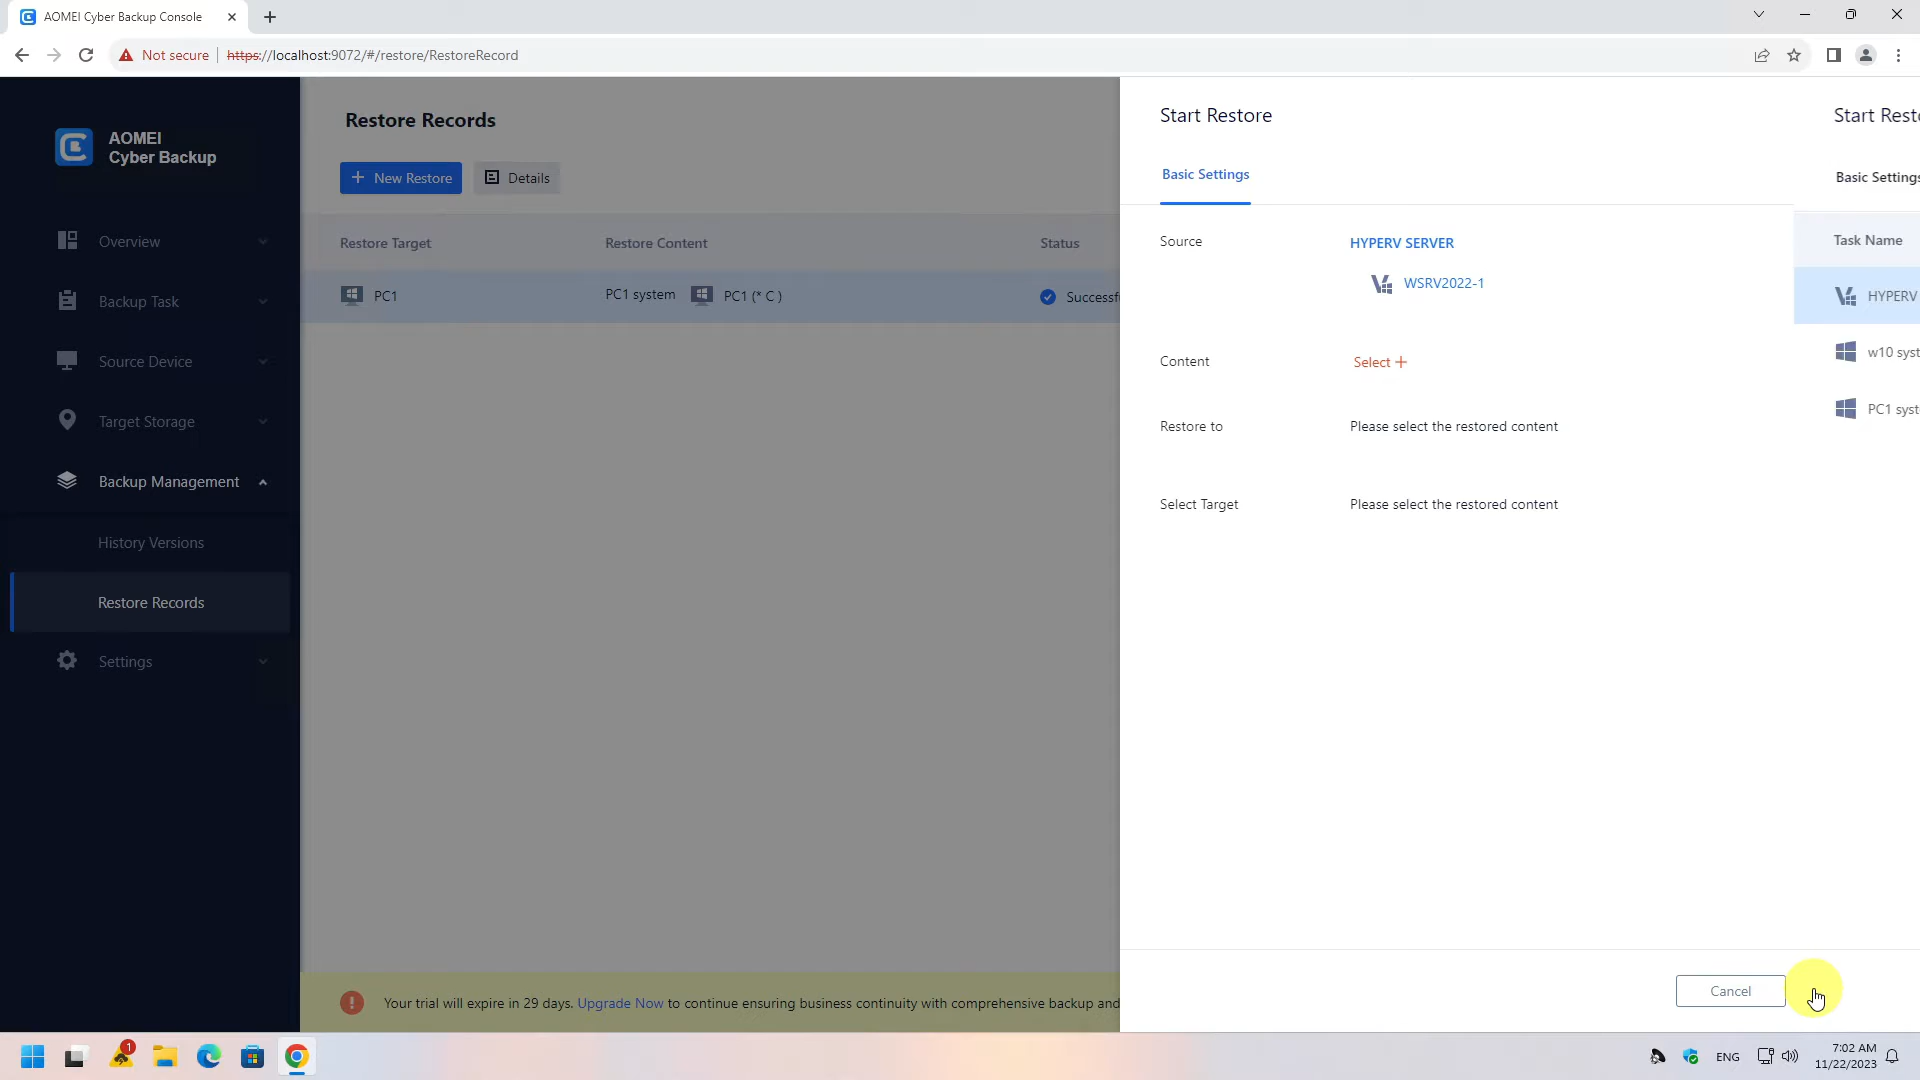 AOMEI Cyber Backup Console
Not secure
https://localhost:9072/#/restore/RestoreRecord
AOMEI
Cyber Backup
Overview
Backup Task
Source Device
Target Storage
Backup Management
History Versions
Restore Records
Settings
Restore Records
New Restore
Details
Restore Target
Restore Content
Status
PC1
PC1 system
PC1 (* C )
Successf
Your trial will expire in 29 days. Upgrade Now to continue ensuring business continuity with comprehensive backup and
Start Restore
Basic Settings
Source
HYPERV SERVER
WSRV2022-1
Content
Select +
Restore to
Please select the restored content
Select Target
Please select the restored content
Cancel
Start Rest
Basic Settings
Task Name
HYPERV
w10 syst
PC1 syst
1
ENG
7:02 AM
11/22/2023